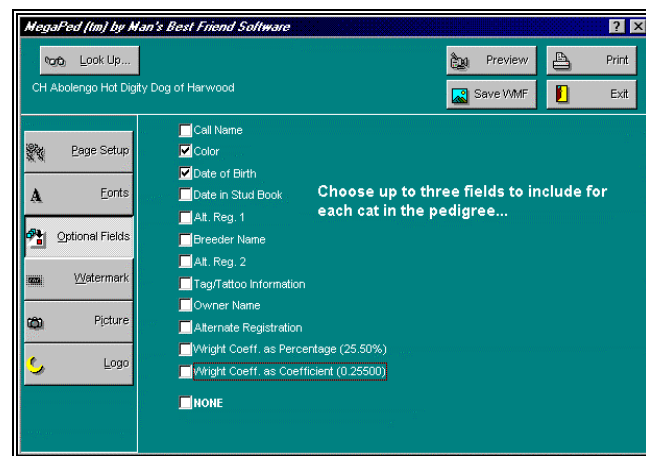 MegaPed (tm) by Man's Best Friend Software
Look Up...
Preview
Print
CH Abolengo Hot Digity Dog of Harwood
Save WMF
Exit
Call Name
Color
Date of Birth
Date in Stud Book
Alt. Reg. 1
Breeder Name
Alt. Reg. 2
Tag/Tattoo Information
Owner Name
Alternate Registration
Wright Coeff. as Percentage (25.50%)
Wright Coeff. as Coefficient (0.25500)
NONE
Choose up to three fields to include for
each cat in the pedigree...
Page Setup
A Fonts
Optional Fields
Watermark
Picture
Logo